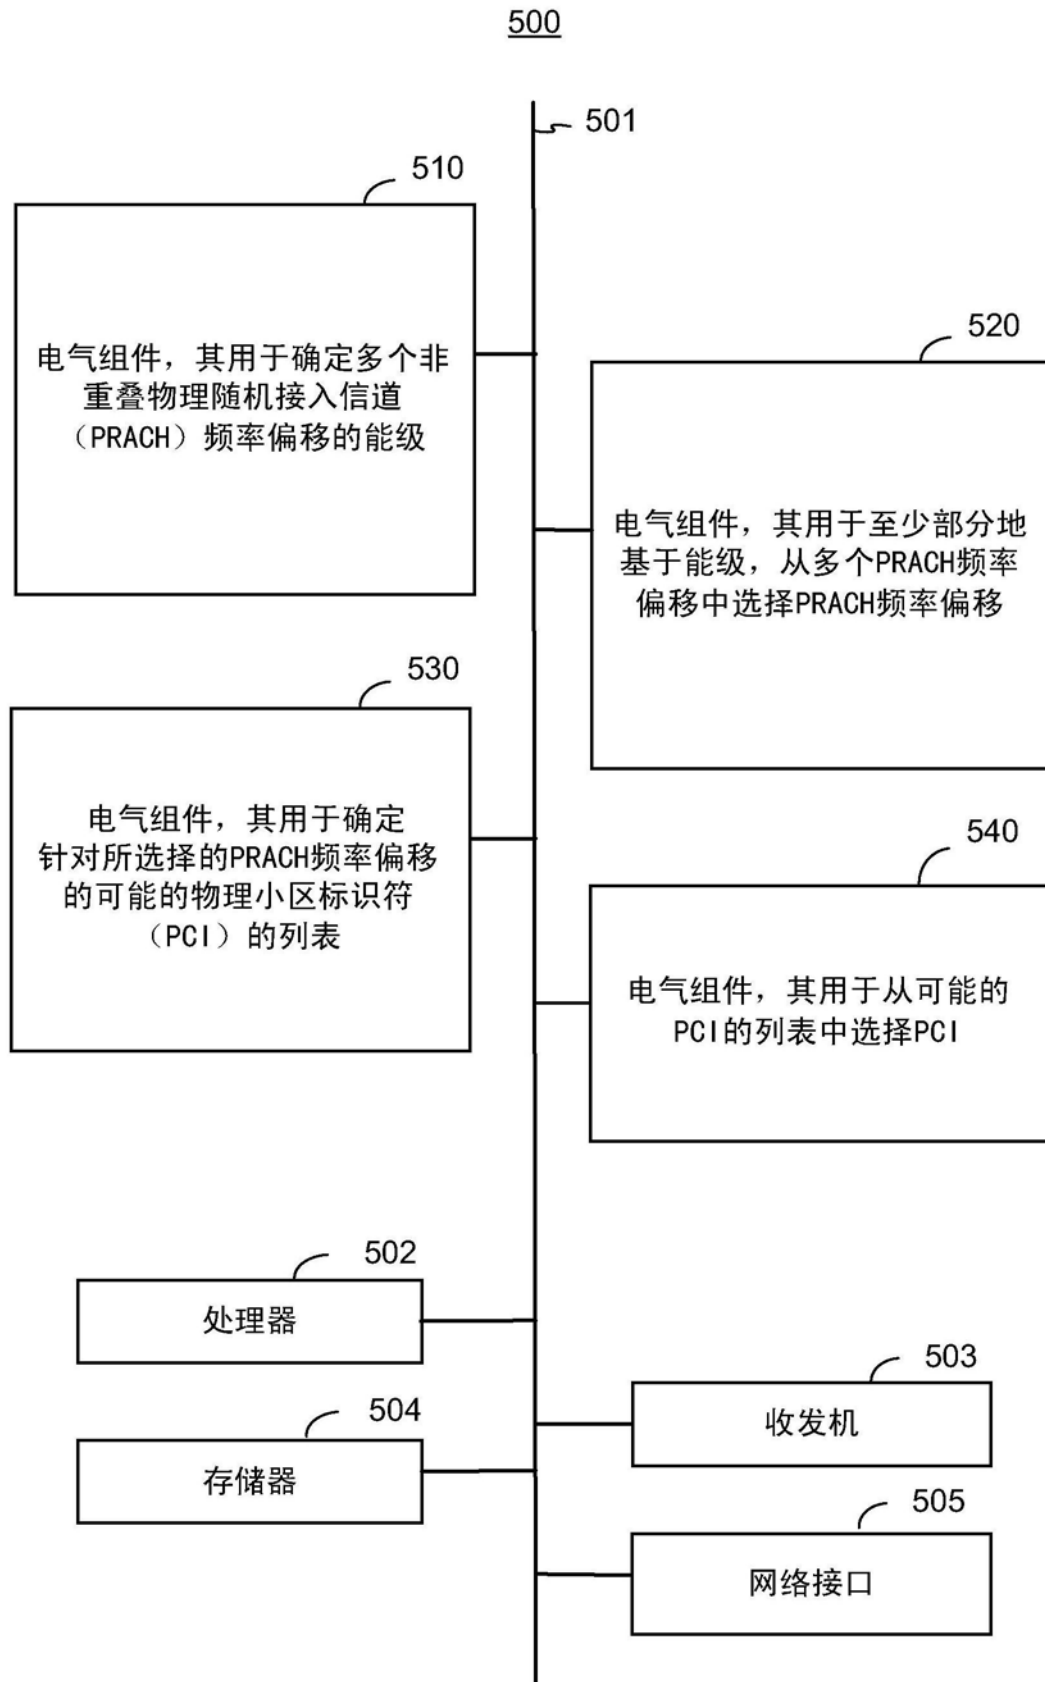 500
501
510
电气组件，其用于确定多个非
重叠物理随机接入信道
（PRACH）频率偏移的能级
520
电气组件，其用于至少部分地
基于能级，从多个PRACH频率
偏移中选择PRACH频率偏移
530
电气组件，其用于确定
针对所选择的PRACH频率偏移
的可能的物理小区标识符
（PCI）的列表
540
电气组件，其用于从可能的
PCI的列表中选择PCI
502
处理器
503
收发机
504
存储器
505
网络接口